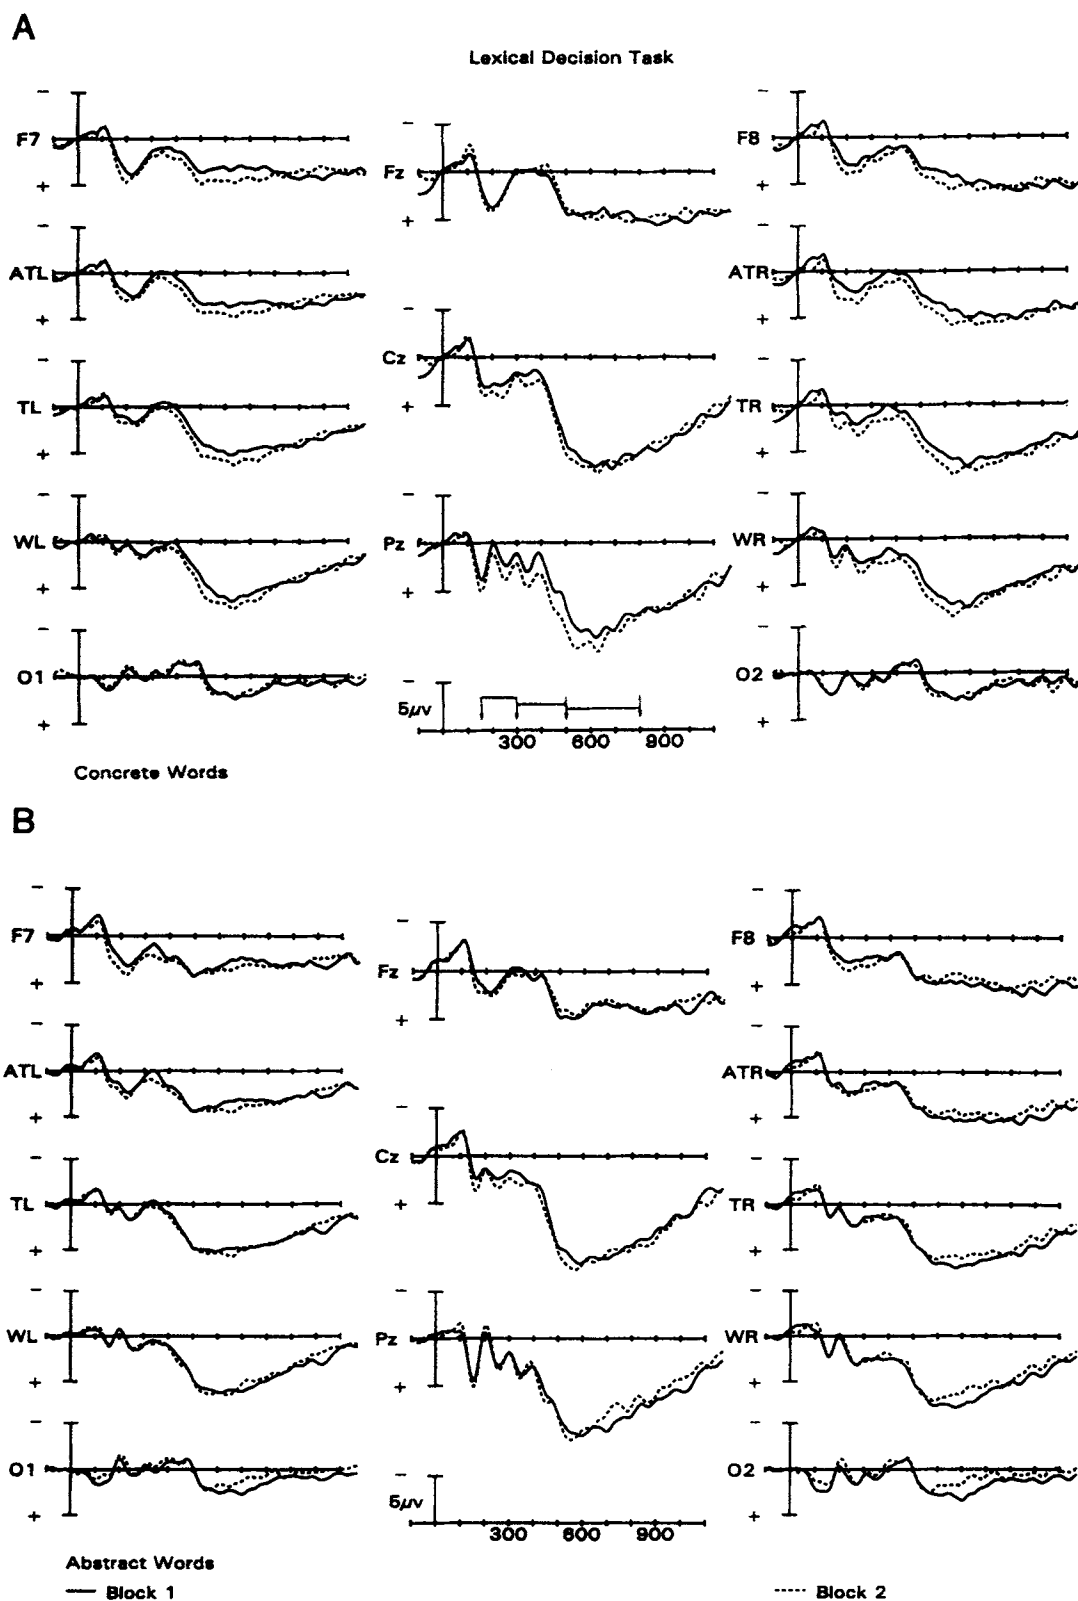 A
Lexical Decision Task
−
F7
+
−
Fz
+
−
F8
+
−
ATL
+
−
ATR
+
−
Cz
+
−
TL
+
−
TR
+
−
WL
+
−
Pz
+
−
WR
+
−
O1
+
−
5μv
300 600 900
−
O2
+
Concrete Words
B
−
F7
+
−
Fz
+
−
F8
+
−
ATL
+
−
ATR
+
−
Cz
+
−
TL
+
−
TR
+
−
WL
+
−
Pz
+
−
WR
+
−
O1
+
−
5μv
300 600 900
−
O2
+
Abstract Words
Block 1
Block 2